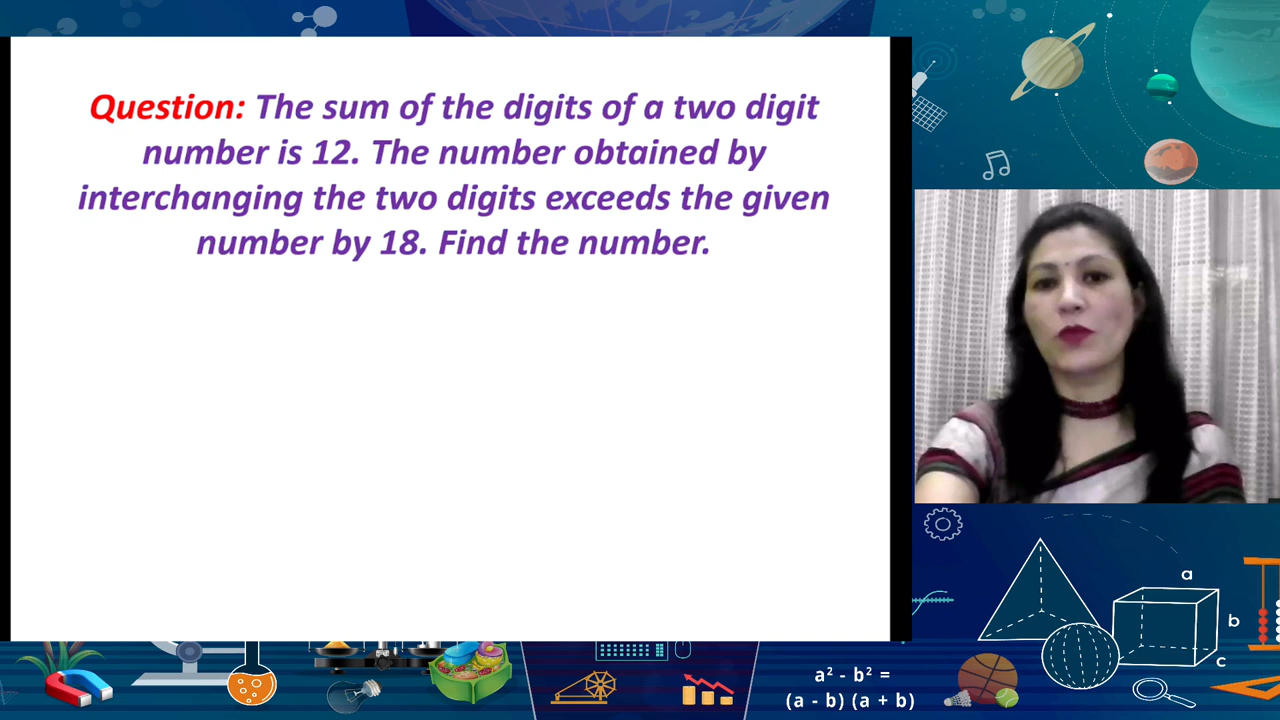 Question: The sum of the digits of a two digit
number is 12. The number obtained by
interchanging the two digits exceeds the given
number by 18. Find the number.
a
b
c
a² - b² =
(a - b) (a + b)